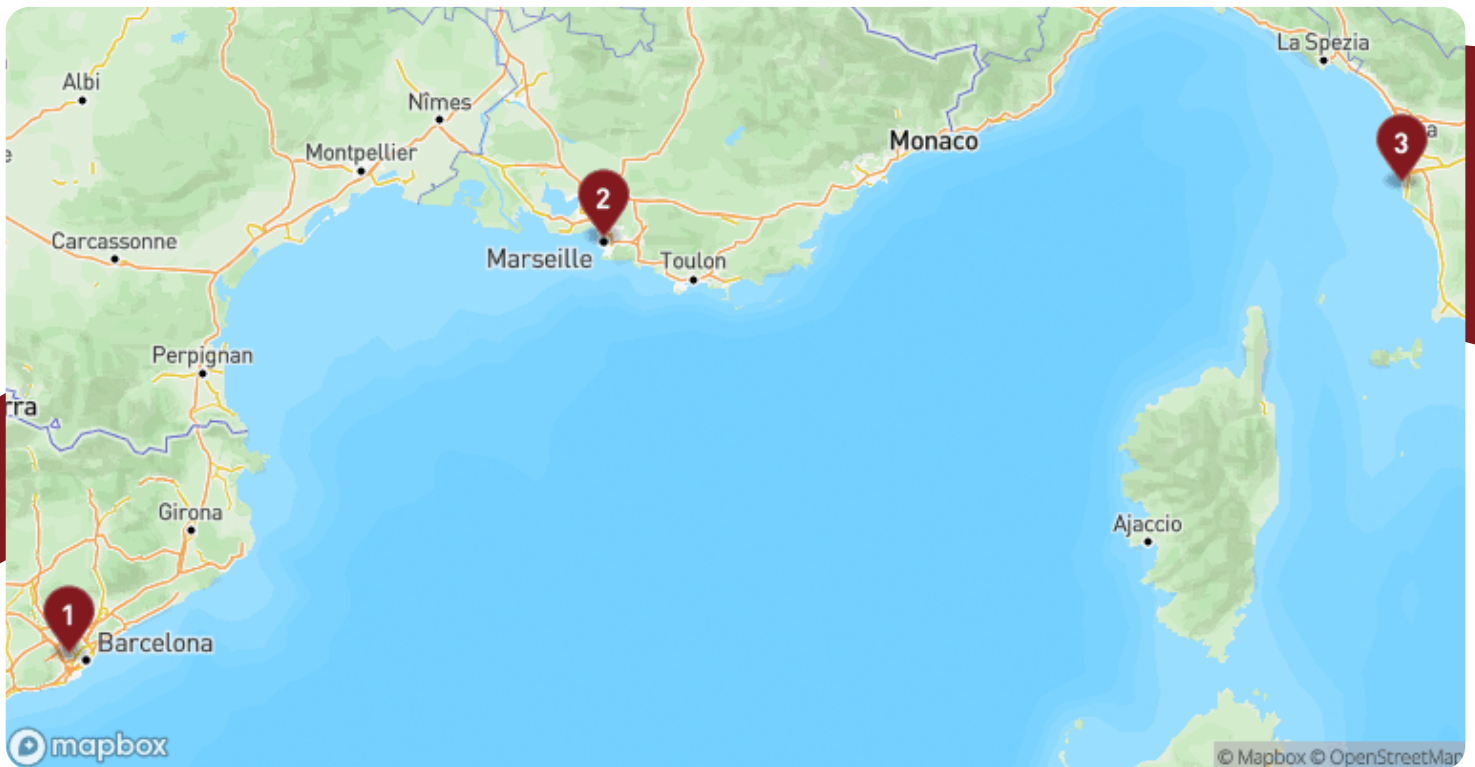 La Spezia
Albi
Nîmes
a
Monaco
3
Montpellier
e
2
Carcassonne
Marseille
Toulon
Perpignan
rra
Girona
Ajaccio
1
Barcelona
mapbox
© Mapbox © OpenStreetMap